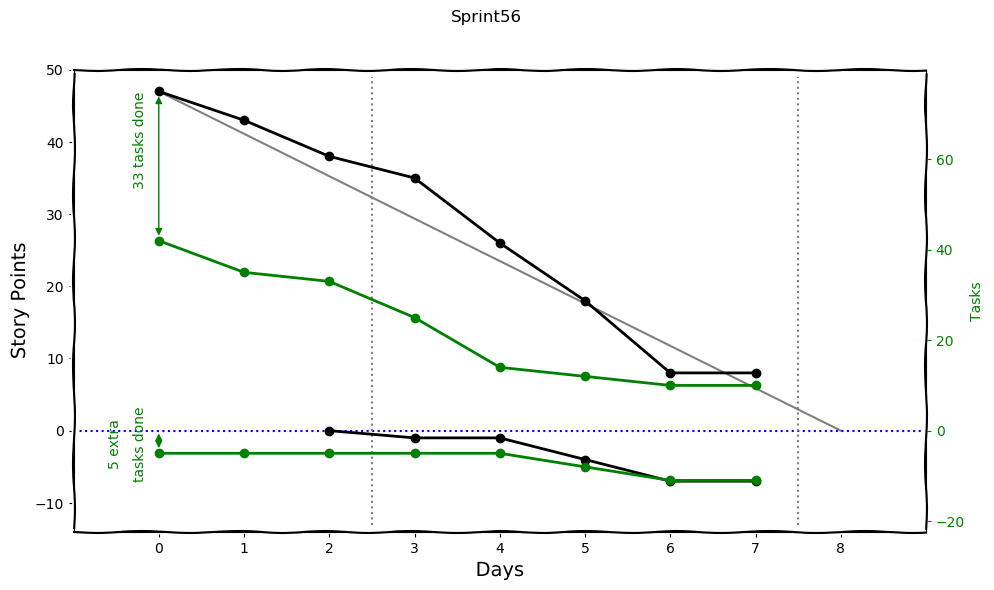 Sprint56
50
40
30
20
10
0
−10
Story Points
33 tasks done
5 extra
tasks done
60
40
20
0
−20
Tasks
0 1 2 3 4 5 6 7 8
Days